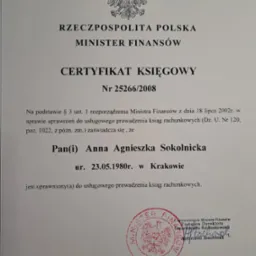 RZECZPOSPOLITA POLSKA
MINISTER FINANSÓW
CERTYFIKAT KSIĘGOWY
Nr 25266/2008
Na podstawie § 1 ust. 1 rozporządzenia Ministra Finansów z dnia 18 lipca 2002r. w
sprawie uprawnień do usługowego prowadzenia ksiąg rachunkowych (Dz. U. Nr 120,
poz. 1022, z późn. zm.) zaświadcza się, że
Pan(i) Anna Agnieszka Sokolnicka
ur. 23.05.1980r. w Krakowie
jest uprawniony(a) do usługowego prowadzenia ksiąg rachunkowych.
MINISTER FINANSÓW